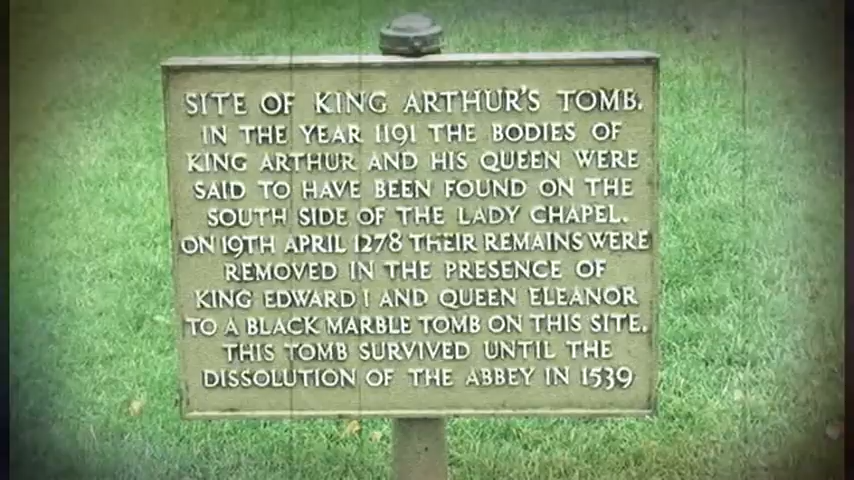 SITE OF KING ARTHUR'S TOMB.
IN THE YEAR 1191 THE BODIES OF
KING ARTHUR AND HIS QUEEN WERE
SAID TO HAVE BEEN FOUND ON THE
SOUTH SIDE OF THE LADY CHAPEL.
ON 19TH APRIL 1278 THEIR REMAINS WERE
REMOVED IN THE PRESENCE OF
KING EDWARD I AND QUEEN ELEANOR
TO A BLACK MARBLE TOMB ON THIS SITE.
THIS TOMB SURVIVED UNTIL THE
DISSOLUTION OF THE ABBEY IN 1539